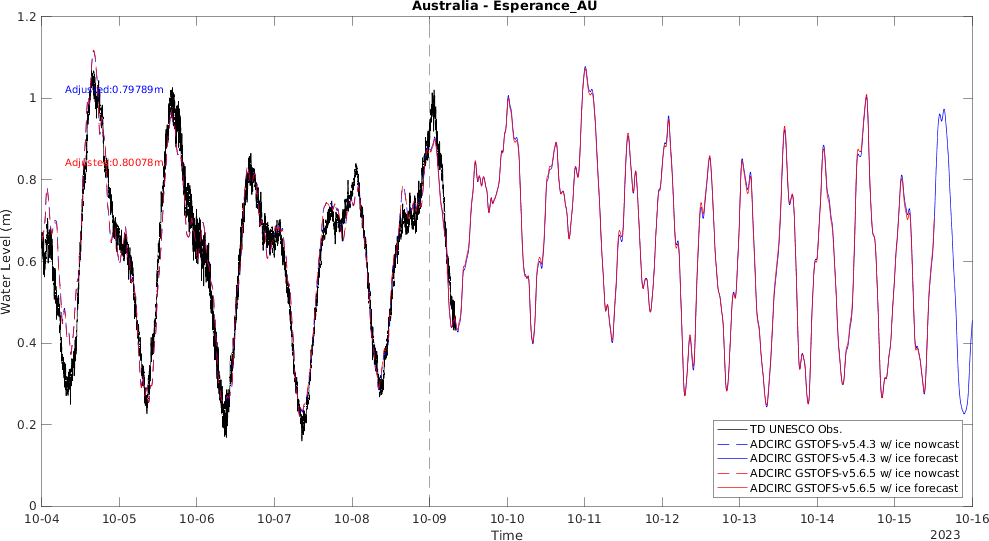 Australia - Esperance_AU
Water Level (m)
1.2
1
0.8
0.6
0.4
0.2
0
Adjusted:0.79789m
Adjusted:0.80078m
TD UNESCO Obs.
ADCIRC GSTOFS-v5.4.3 w/ ice nowcast
ADCIRC GSTOFS-v5.4.3 w/ ice forecast
ADCIRC GSTOFS-v5.6.5 w/ ice nowcast
ADCIRC GSTOFS-v5.6.5 w/ ice forecast
10-04 10-05 10-06 10-07 10-08 10-09 10-10 10-11 10-12 10-13 10-14 10-15 10-16
Time
2023